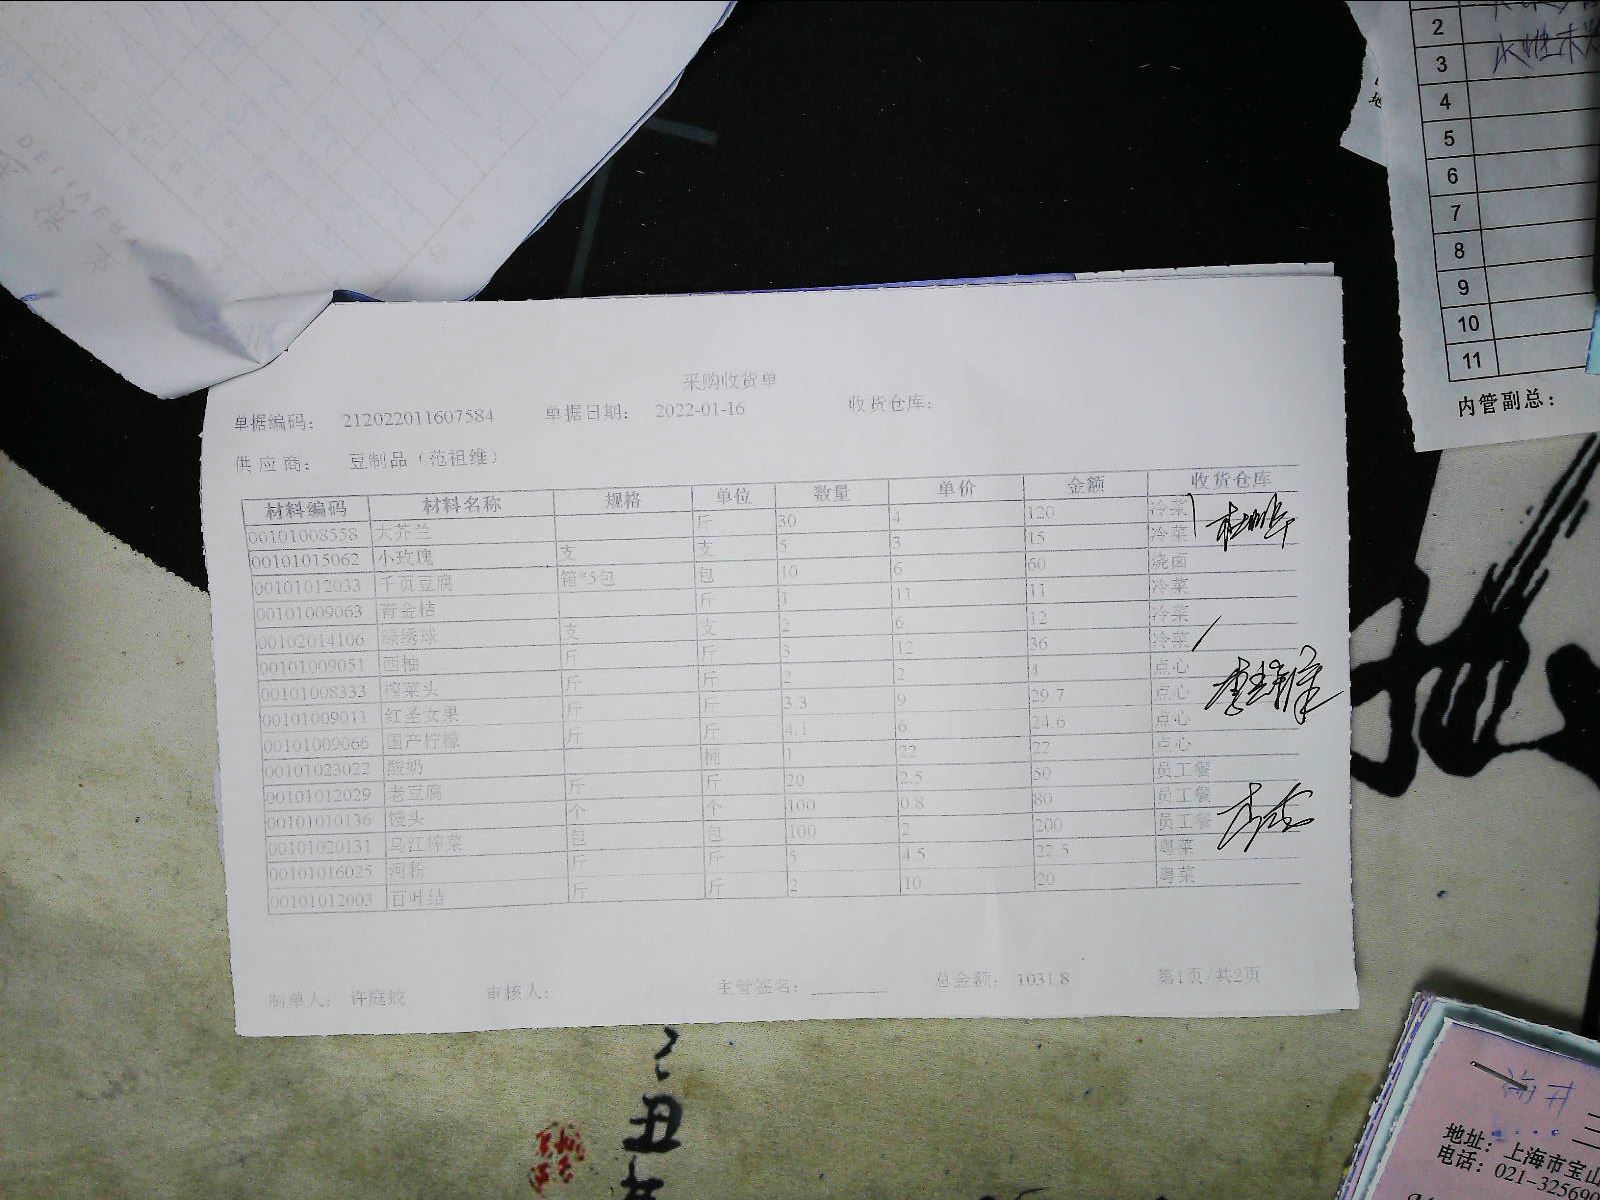 采购收货单
单据编码： 212022011607584 单据日期： 2022-01-16 收货仓库：
供应商： 豆制品（范祖维）
材料编码 材料名称 规格 单位 数量 单价 金额 收货仓库
00101008558 大芥兰 斤 30 4 120 冷菜
00101015062 小玫瑰 支 支 5 3 15 冷菜
00101012033 千页豆腐 箱*5包 包 10 6 60 烧卤
00101009063 青金桔 斤 1 11 11 冷菜
00102014106 绿绣球 支 支 2 6 12 冷菜
00101009051 西柚 斤 斤 3 12 36 冷菜
00101008333 榨菜头 斤 斤 2 2 4 点心
00101009011 红圣女果 斤 斤 3.3 9 29.7 点心
00101009066 国产柠檬 斤 斤 4.1 6 24.6 点心
00101023022 酸奶 桶 1 22 22 点心
00101012029 老豆腐 斤 斤 20 2.5 50 员工餐
00101010136 馒头 个 个 100 0.8 80 员工餐
00101020131 乌江榨菜 包 包 100 2 200 员工餐
00101016025 河粉 斤 斤 5 4.5 22.5 粤菜
00101012003 百叶结 斤 斤 2 10 20 粤菜
制单人： 许庭姣 审核人： 主管签名： 总金额： 1031.8 第1页/共2页
2
3
4
5
6
7
8
9
10
11
内管副总：
丑
地址：上海市宝山
电话：021-325690